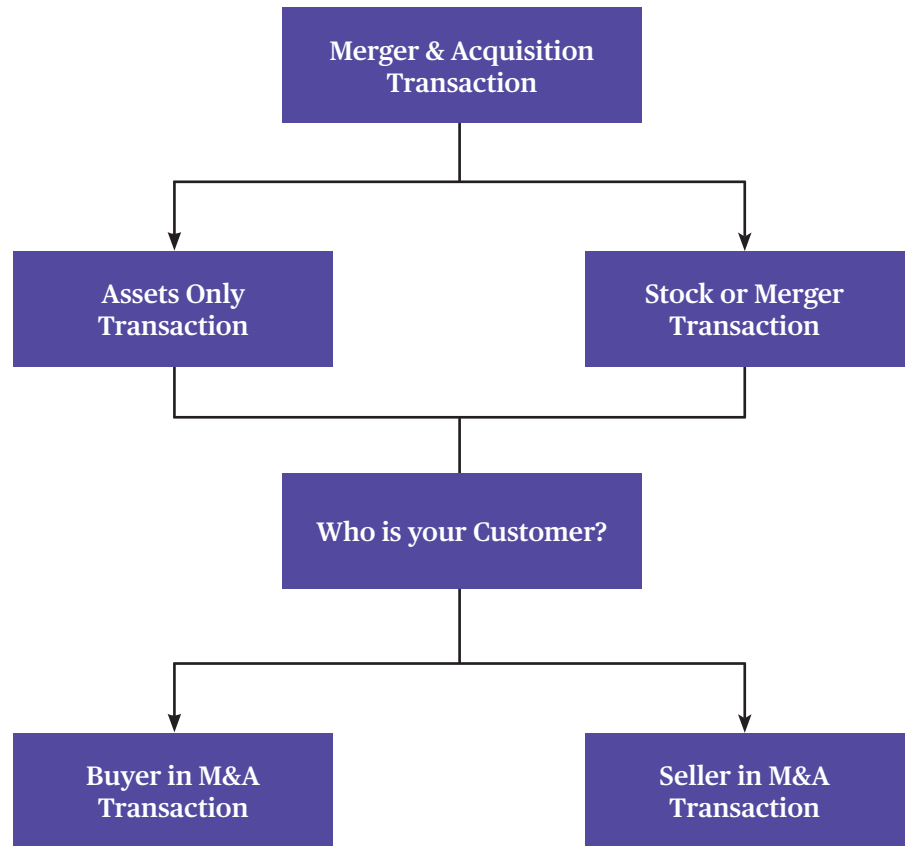 Merger & Acquisition
Transaction
Assets Only
Transaction
Stock or Merger
Transaction
Who is your Customer?
Buyer in M&A
Transaction
Seller in M&A
Transaction